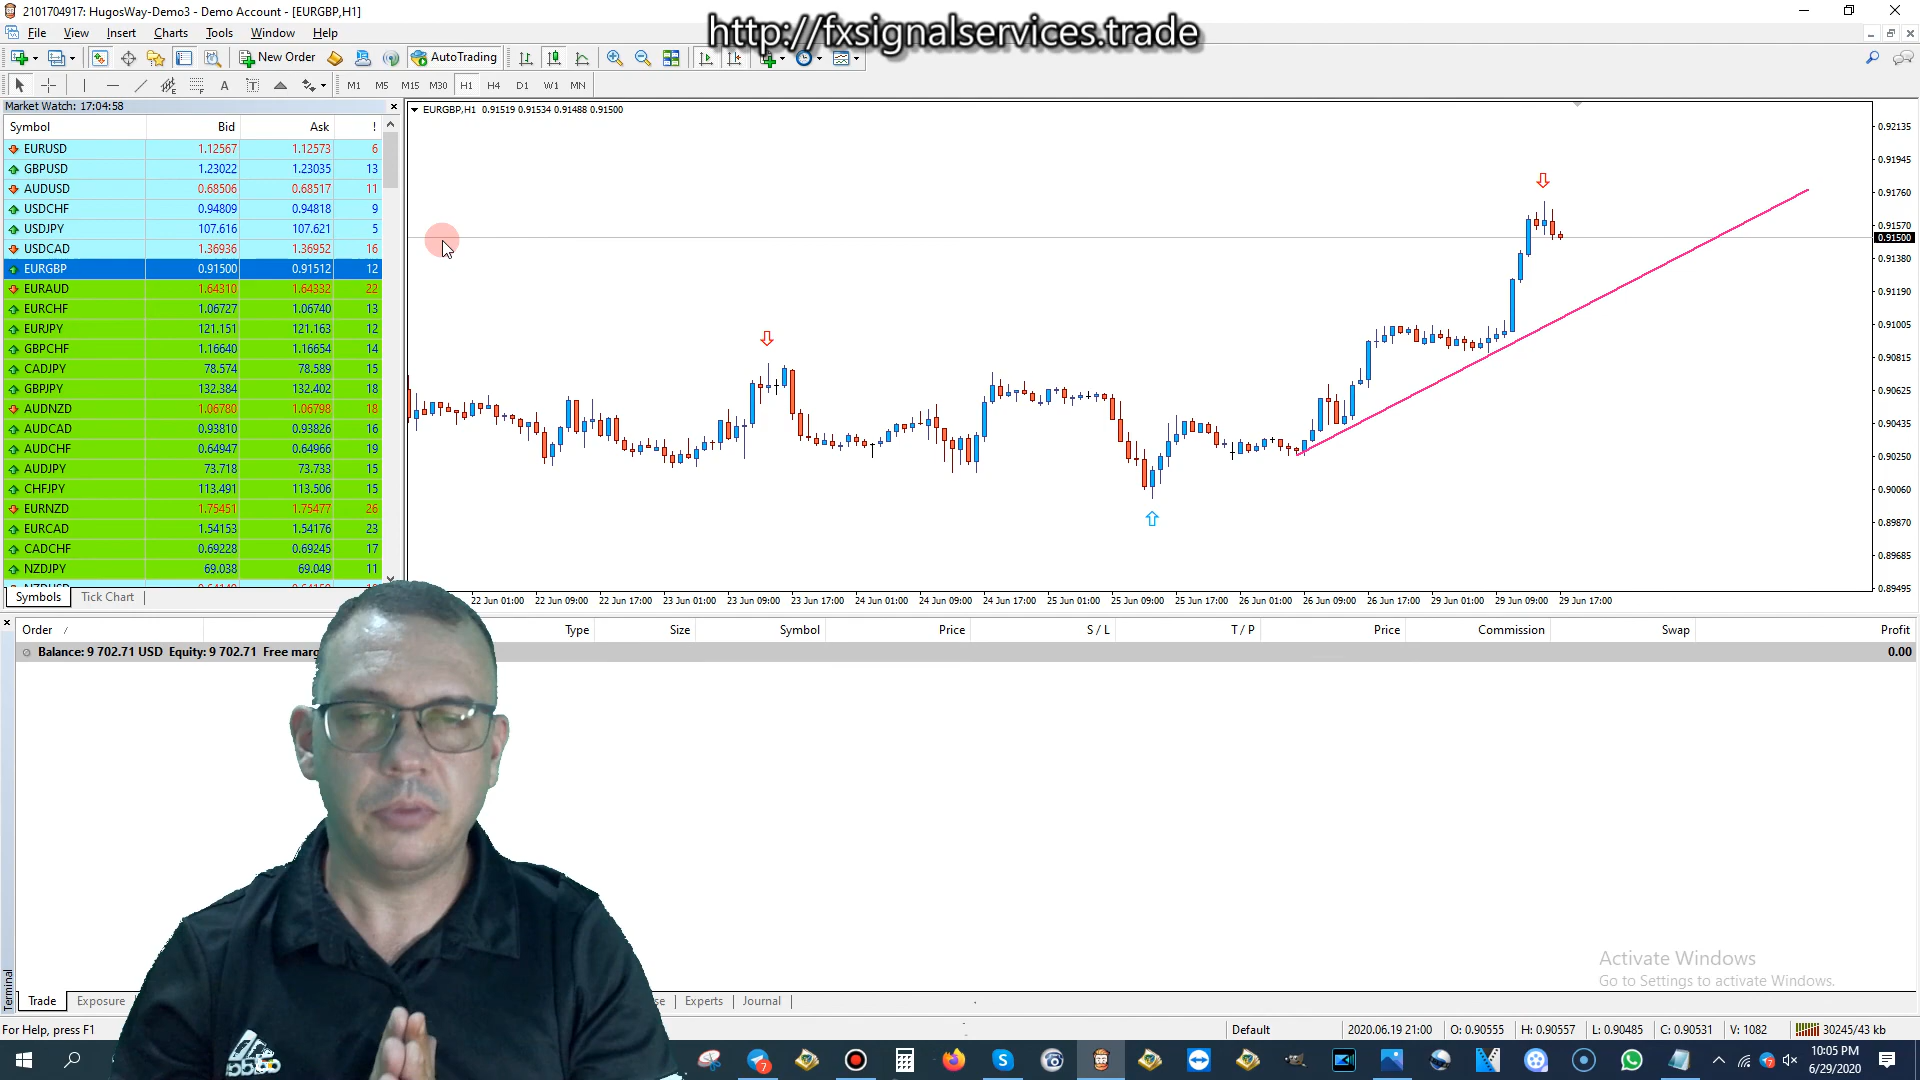 2101704917: HugosWay-Demo3 - Demo Account - [EURGBP,H1]
http://fxsignalservices.trade
File View Insert Charts Tools Window Help
New Order AutoTrading
A T M1 M5 M15 M30 H1 H4 D1 W1 MN
Market Watch: 17:04:58
EURGBP,H1 0.91519 0.91534 0.91488 0.91500
Symbol Bid Ask !
EURUSD 1.12567 1.12573 6
GBPUSD 1.23022 1.23035 13
AUDUSD 0.68506 0.68517 11
USDCHF 0.94809 0.94818 9
USDJPY 107.616 107.621 5
USDCAD 1.36936 1.36952 16
EURGBP 0.91500 0.91512 12
EURAUD 1.64310 1.64332 22
EURCHF 1.06727 1.06740 13
EURJPY 121.151 121.163 12
GBPCHF 1.16640 1.16654 14
CADJPY 78.574 78.589 15
GBPJPY 132.384 132.402 18
AUDNZD 1.06780 1.06798 18
AUDCAD 0.93810 0.93826 16
AUDCHF 0.64947 0.64966 19
AUDJPY 73.718 73.733 15
CHFJPY 113.491 113.506 15
EURNZD 1.75451 1.75477 26
EURCAD 1.54153 1.54176 23
CADCHF 0.69228 0.69245 17
NZDJPY 69.038 69.049 11
Symbols Tick Chart
0.92135
0.91945
0.91760
0.91570
0.91500
0.91380
0.91190
0.91005
0.90815
0.90625
0.90435
0.90250
0.90060
0.89870
0.89685
0.89495
22 Jun 01:00 22 Jun 09:00 22 Jun 17:00 23 Jun 01:00 23 Jun 09:00 23 Jun 17:00 24 Jun 01:00 24 Jun 09:00 24 Jun 17:00 25 Jun 01:00 25 Jun 09:00 25 Jun 17:00 26 Jun 01:00 26 Jun 09:00 26 Jun 17:00 29 Jun 01:00 29 Jun 09:00 29 Jun 17:00
Order / Type Size Symbol Price S / L T / P Price Commission Swap Profit
Balance: 9 702.71 USD Equity: 9 702.71 Free 0.00
Activate Windows
Go to Settings to activate Windows.
Terminal
Trade Exposure Experts Journal
For Help, press F1 Default 2020.06.19 21:00 O: 0.90555 H: 0.90557 L: 0.90485 C: 0.90531 V: 1082 30245/43 kb
10:05 PM
6/29/2020